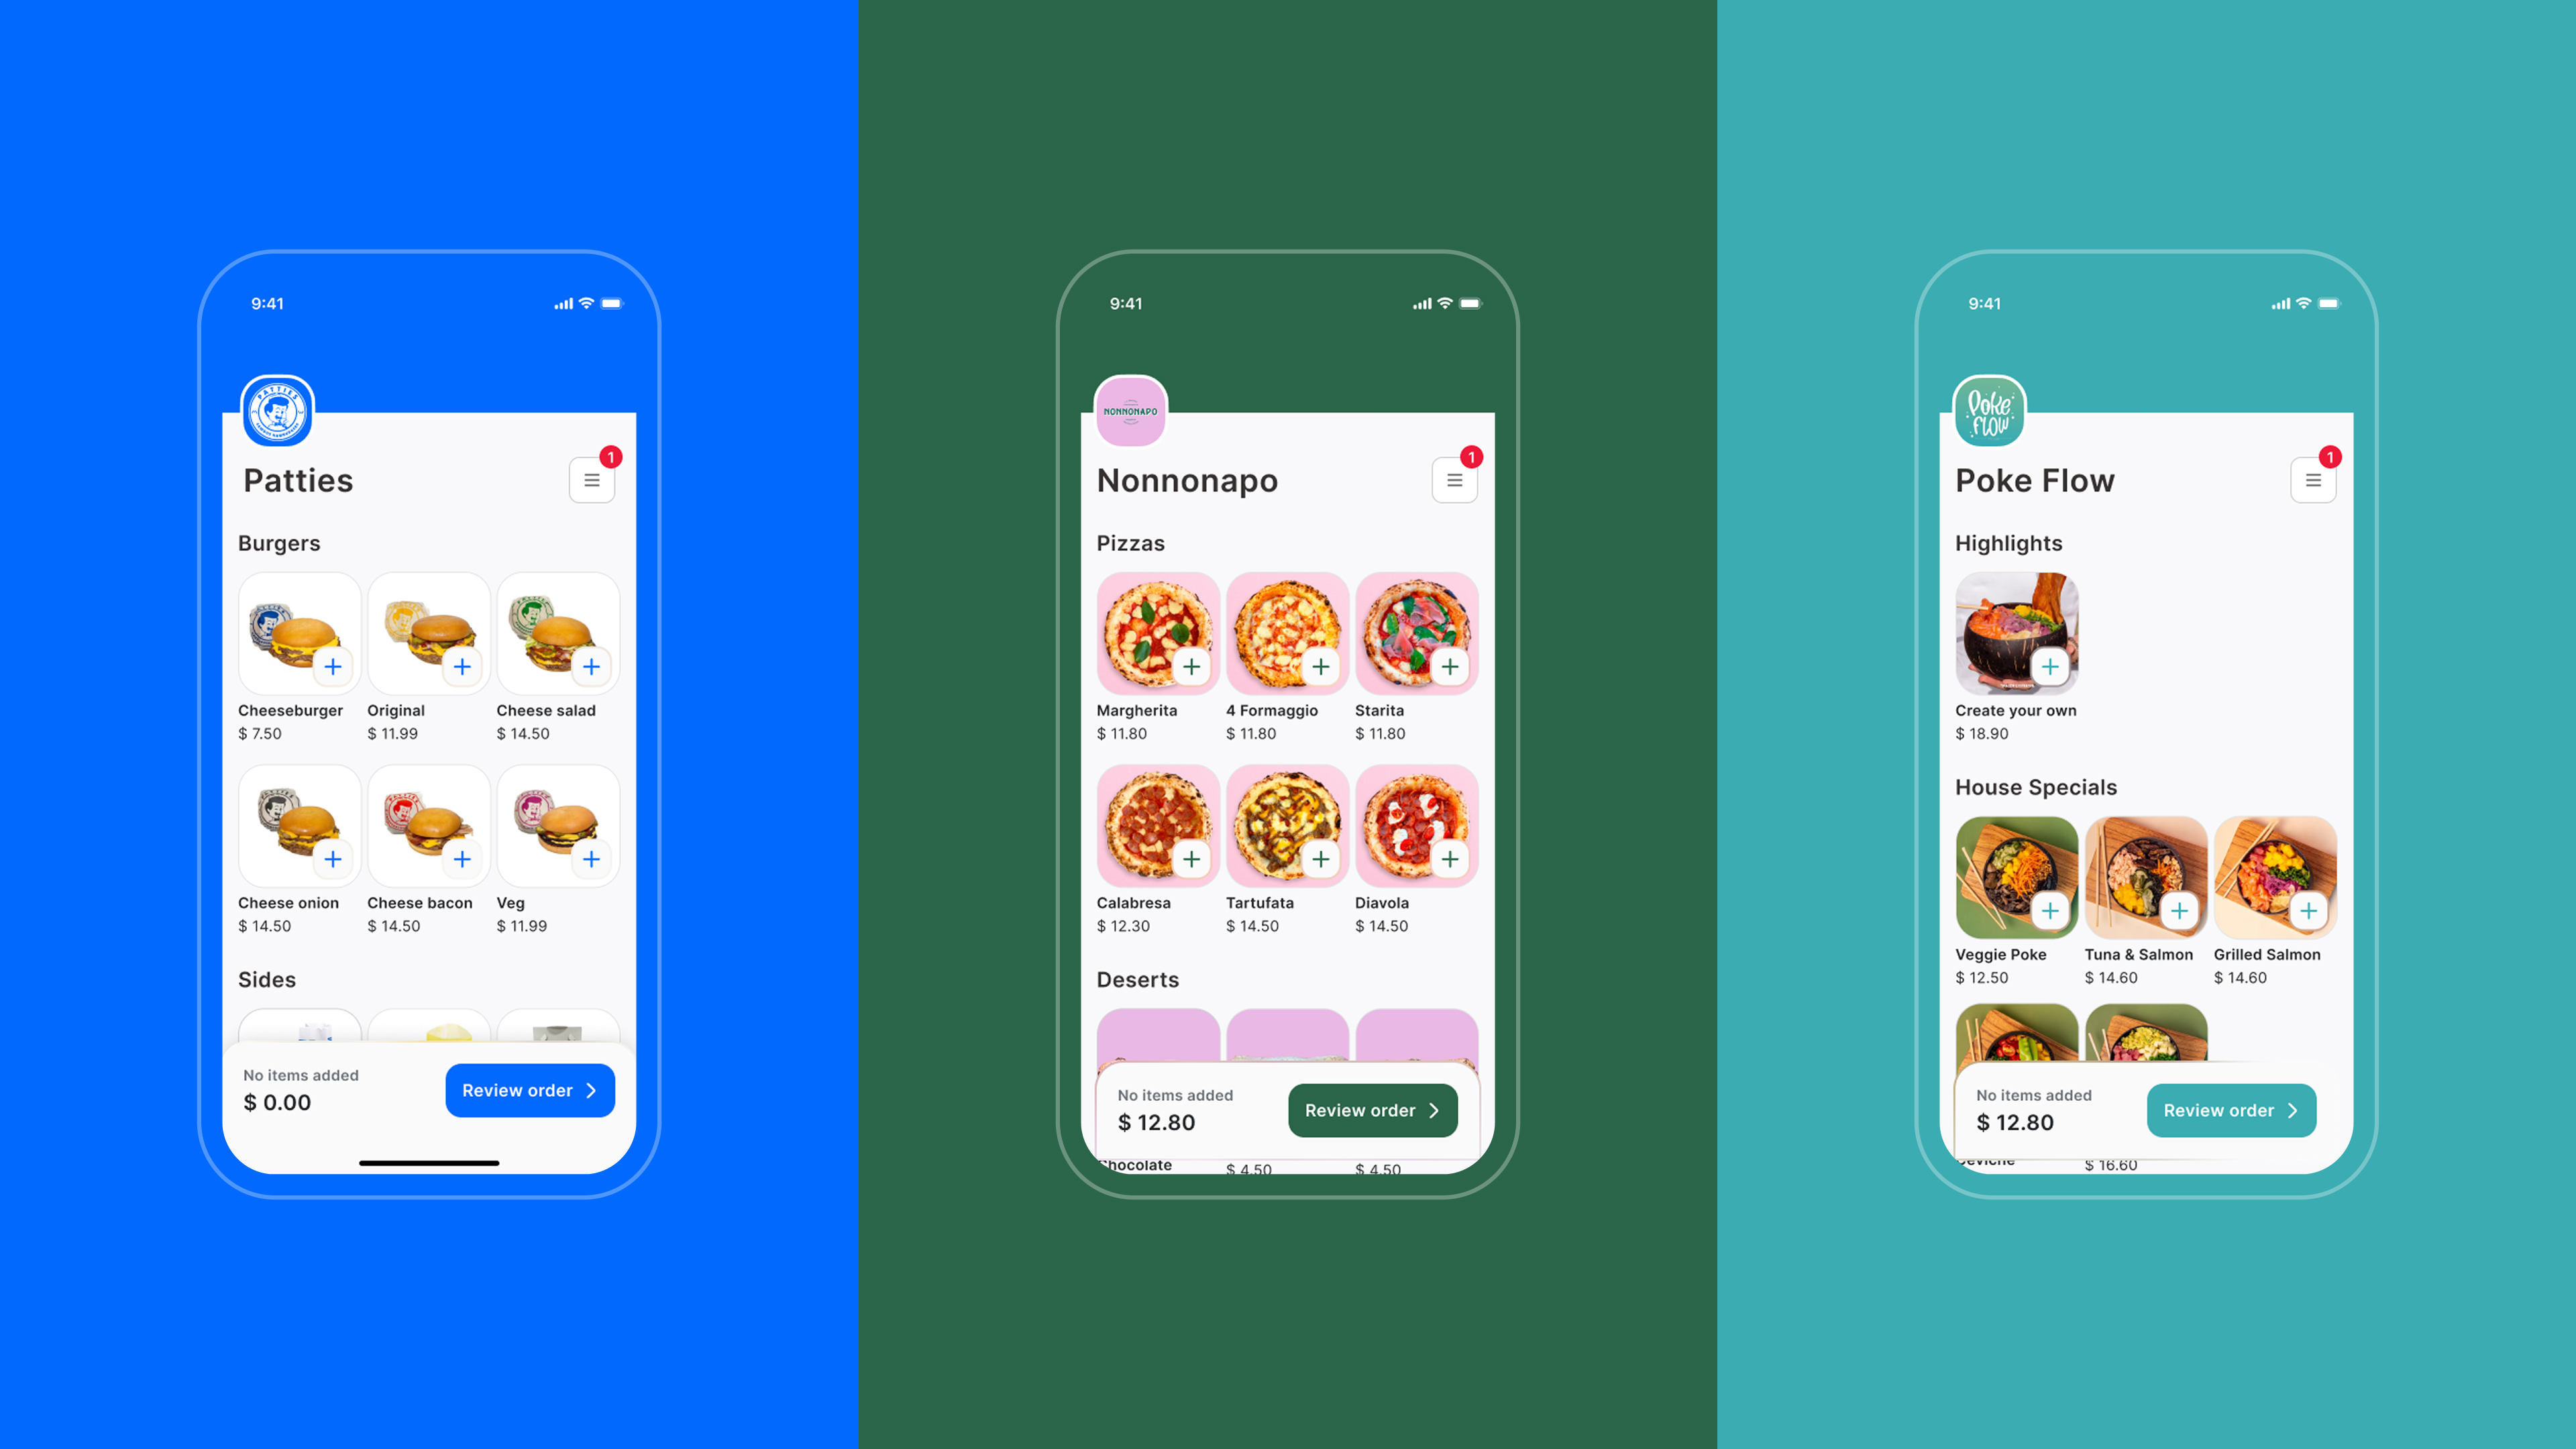 9:41
PATTIES
Patties
1
Burgers
Cheeseburger
$ 7.50
Original
$ 11.99
Cheese salad
$ 14.50
Cheese onion
$ 14.50
Cheese bacon
$ 14.50
Veg
$ 11.99
Sides
No items added
$ 0.00
Review order
9:41
NONNONAPO
Nonnonapo
1
Pizzas
Margherita
$ 11.80
4 Formaggio
$ 11.80
Starita
$ 11.80
Calabresa
$ 12.30
Tartufata
$ 14.50
Diavola
$ 14.50
Deserts
No items added
$ 12.80
Review order
Chocolate
$ 4.50
$ 4.50
9:41
Poke
Flow
Poke Flow
1
Highlights
Create your own
$ 18.90
House Specials
Veggie Poke
$ 12.50
Tuna & Salmon
$ 14.60
Grilled Salmon
$ 14.60
No items added
$ 12.80
Review order
Ceviche
$ 16.60